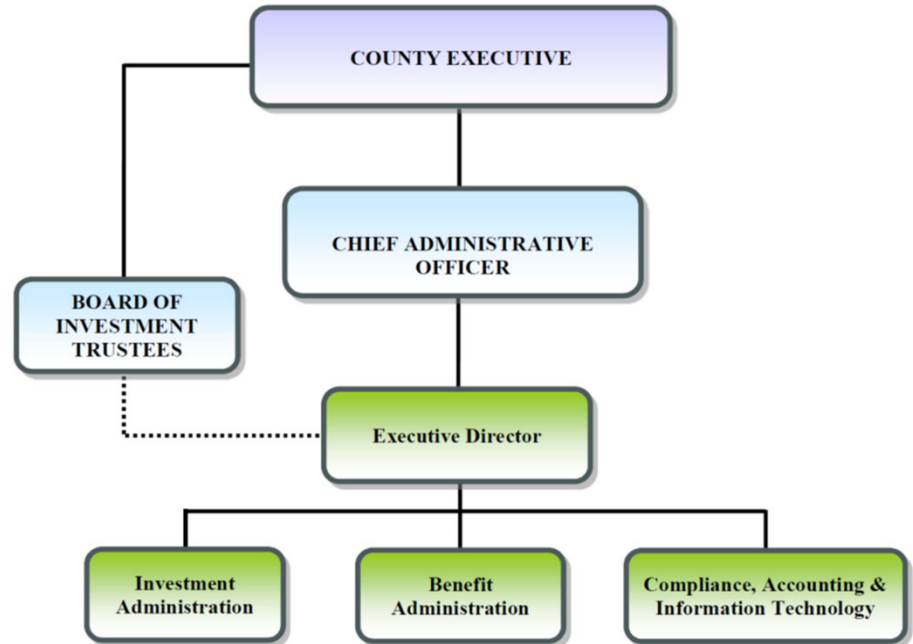 COUNTY EXECUTIVE
CHIEF ADMINISTRATIVE
OFFICER
BOARD OF
INVESTMENT
TRUSTEES
Executive Director
Investment
Administration
Benefit
Administration
Compliance, Accounting &
Information Technology